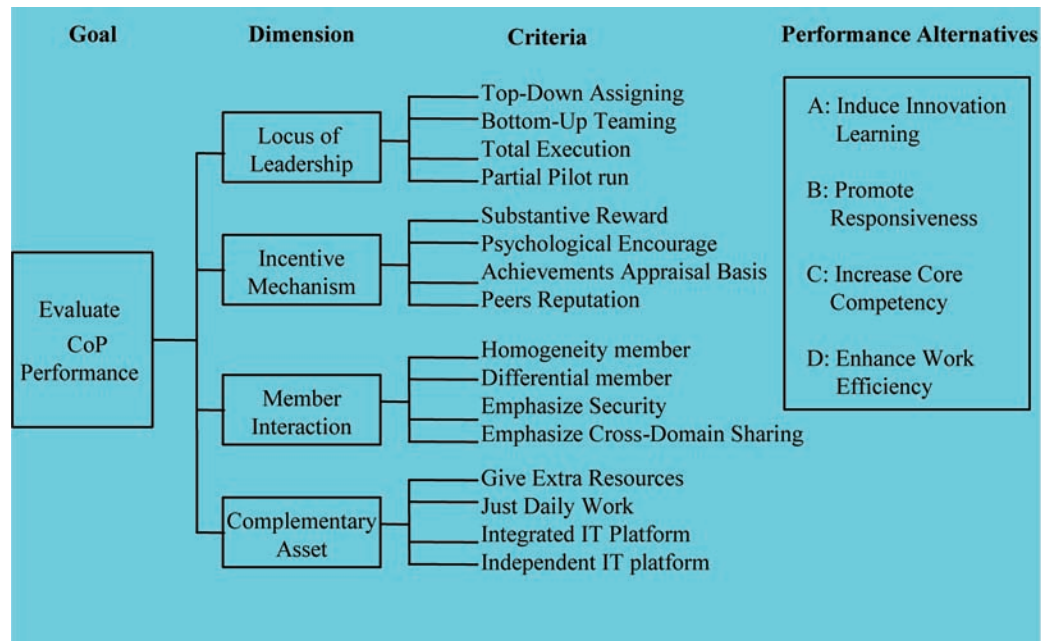 Goal
Dimension
Criteria
Performance Alternatives
Evaluate
CoP
Performance
Locus of
Leadership
Top-Down Assigning
Bottom-Up Teaming
Total Execution
Partial Pilot run
Incentive
Mechanism
Substantive Reward
Psychological Encourage
Achievements Appraisal Basis
Peers Reputation
Member
Interaction
Homogeneity member
Differential member
Emphasize Security
Emphasize Cross-Domain Sharing
Complementary
Asset
Give Extra Resources
Just Daily Work
Integrated IT Platform
Independent IT platform
A: Induce Innovation
Learning
B: Promote
Responsiveness
C: Increase Core
Competency
D: Enhance Work
Efficiency